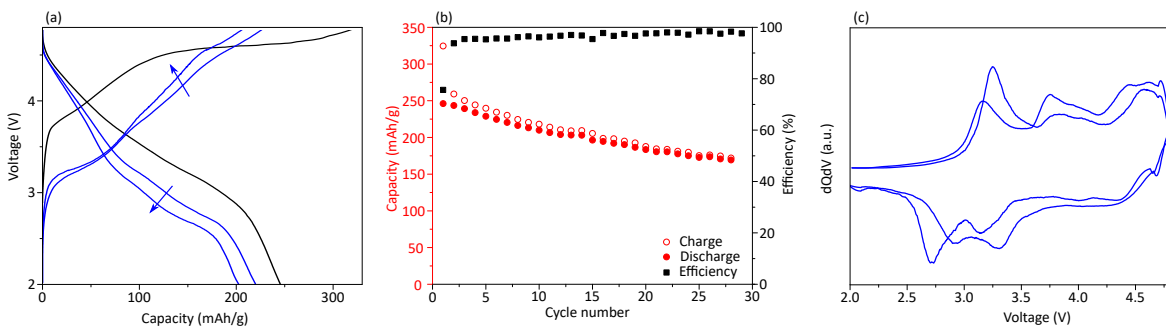 (a)
Voltage (V)
4
3
2
0
100
200
300
Capacity (mAh/g)
(b)
Capacity (mAh/g)
350
300
250
200
150
100
50
0
0
5
10
15
20
25
30
Cycle number
100
80
60
40
20
0
Efficiency (%)
Charge
Discharge
Efficiency
(c)
dQdV (a.u.)
2.0
2.5
3.0
3.5
4.0
4.5
Voltage (V)